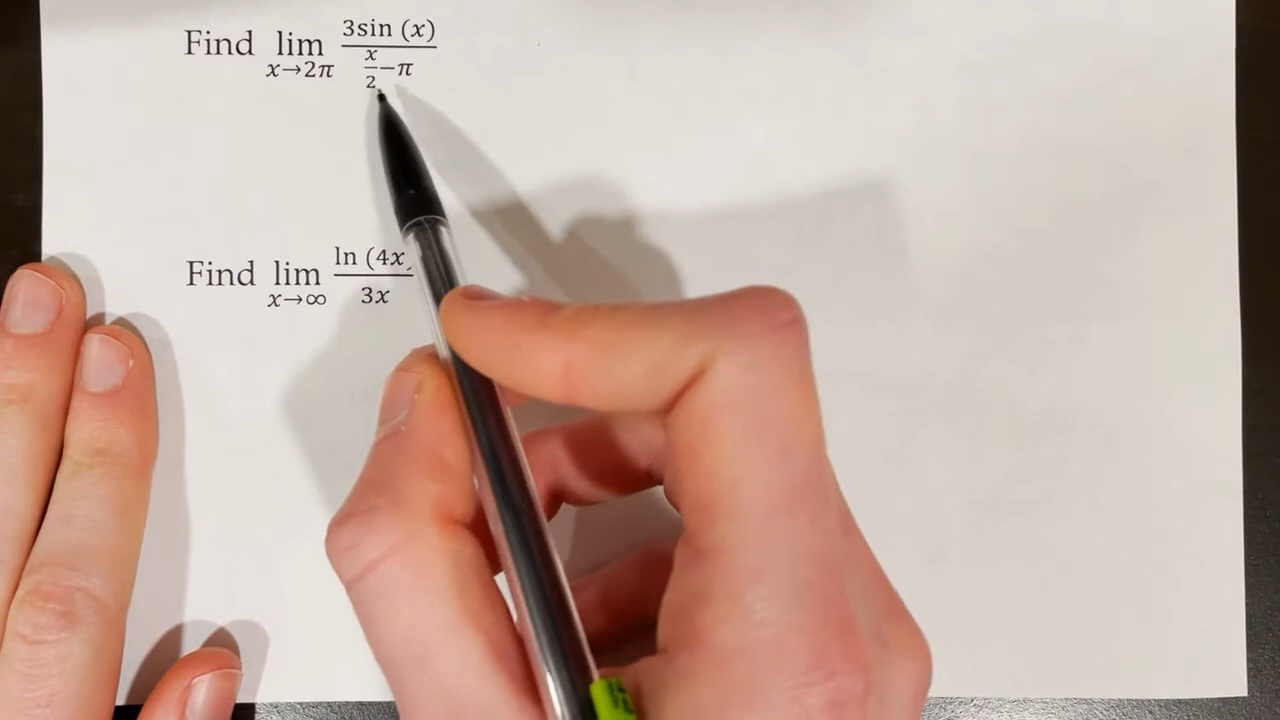 Find lim x→2π 3sin (x) / x/2 −π
Find lim x→∞ ln (4x / 3x